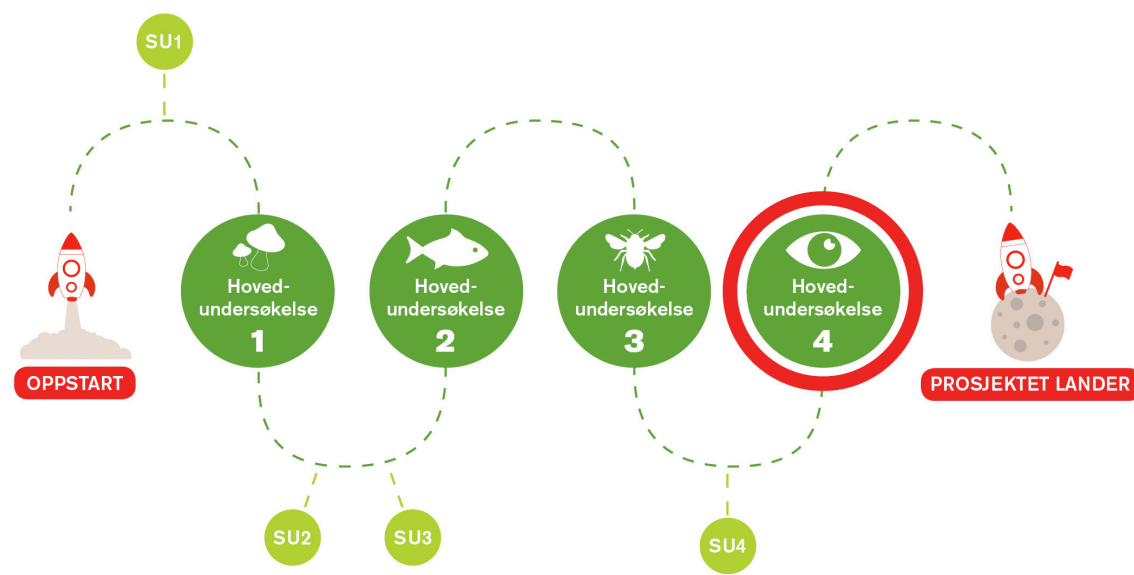 SU1
Hoved-
undersøkelse
1
Hoved-
undersøkelse
2
Hoved-
undersøkelse
3
Hoved-
undersøkelse
4
OPPSTART
PROSJEKTET LANDER
SU2
SU3
SU4